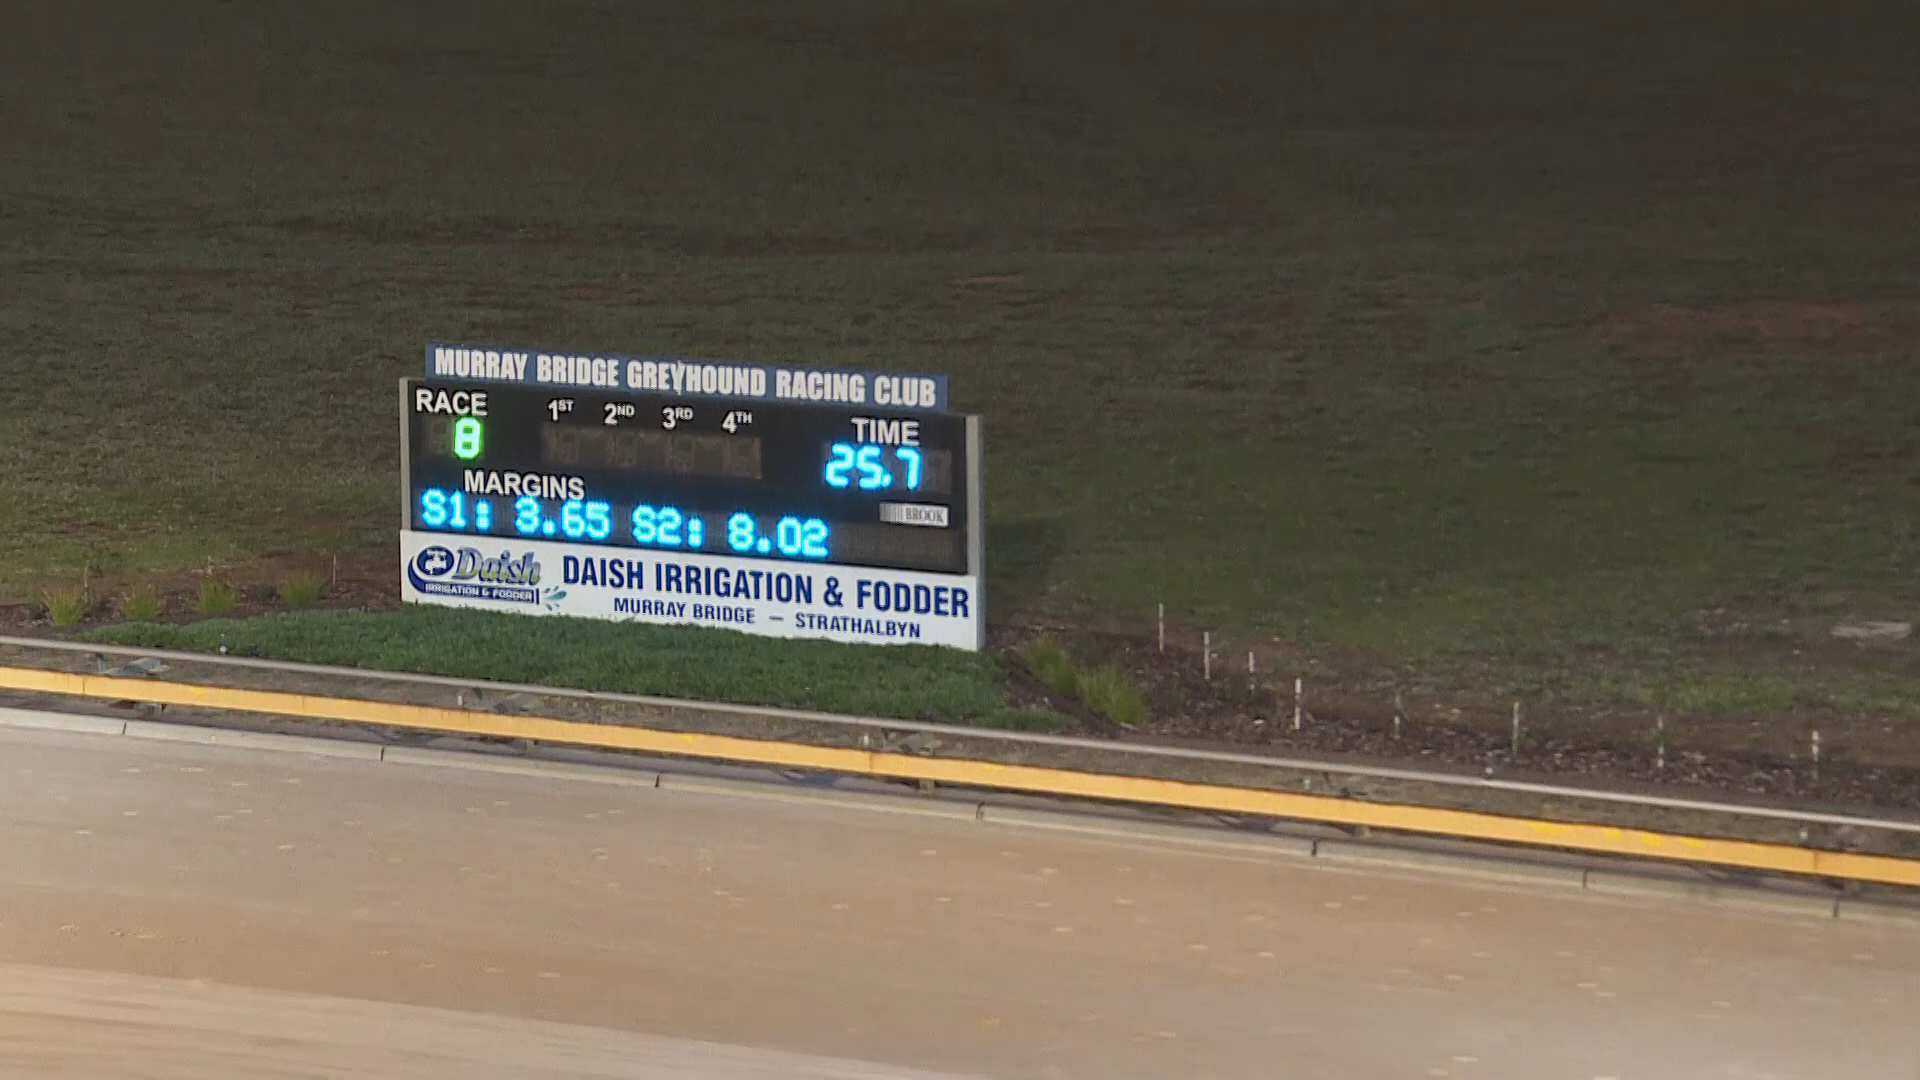 MURRAY BRIDGE GREYHOUND RACING CLUB
RACE 1ST 2ND 3RD 4TH TIME
8 25.7
MARGINS
S1: 3.65 S2: 8.02
BROOK
Daish
IRRIGATION & FODDER
DAISH IRRIGATION & FODDER
MURRAY BRIDGE — STRATHALBYN